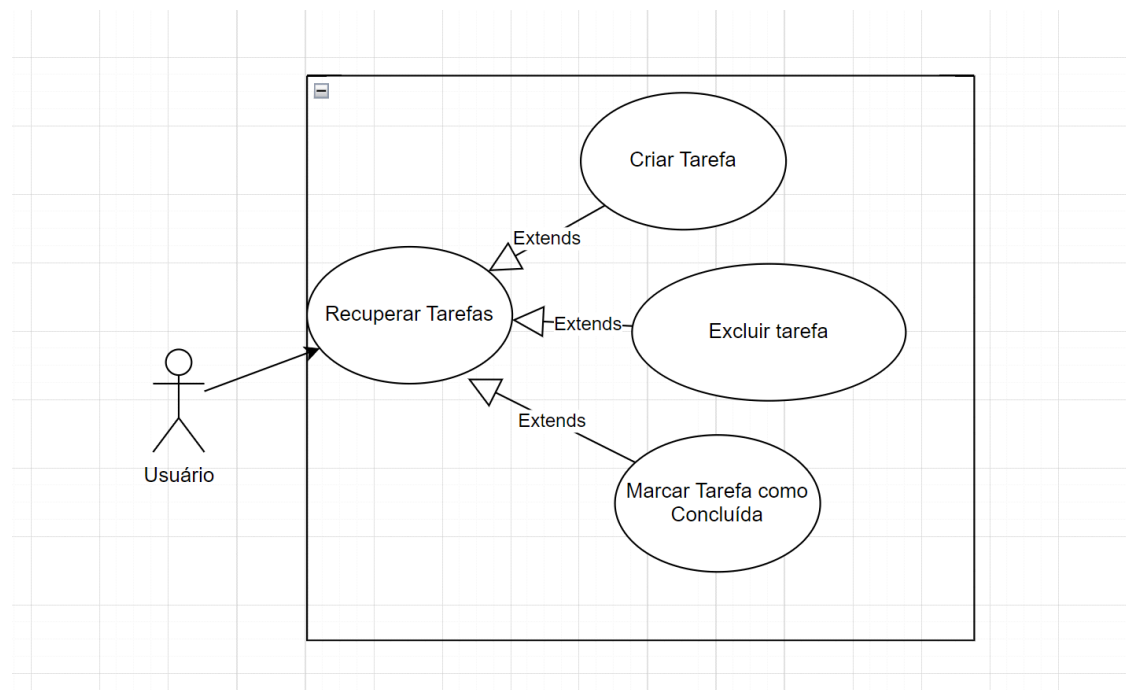 Criar Tarefa
Extends
Recuperar Tarefas
Extends
Excluir tarefa
Extends
Usuário
Marcar Tarefa como
Concluída